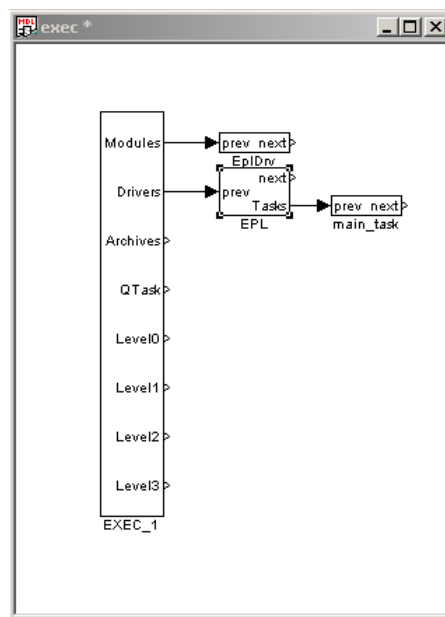 MDL exec *
Modules
prev next
EplDrv
Drivers
next
prev
Tasks
EPL
prev next
main_task
Archives
QTask
Level0
Level1
Level2
Level3
EXEC_1